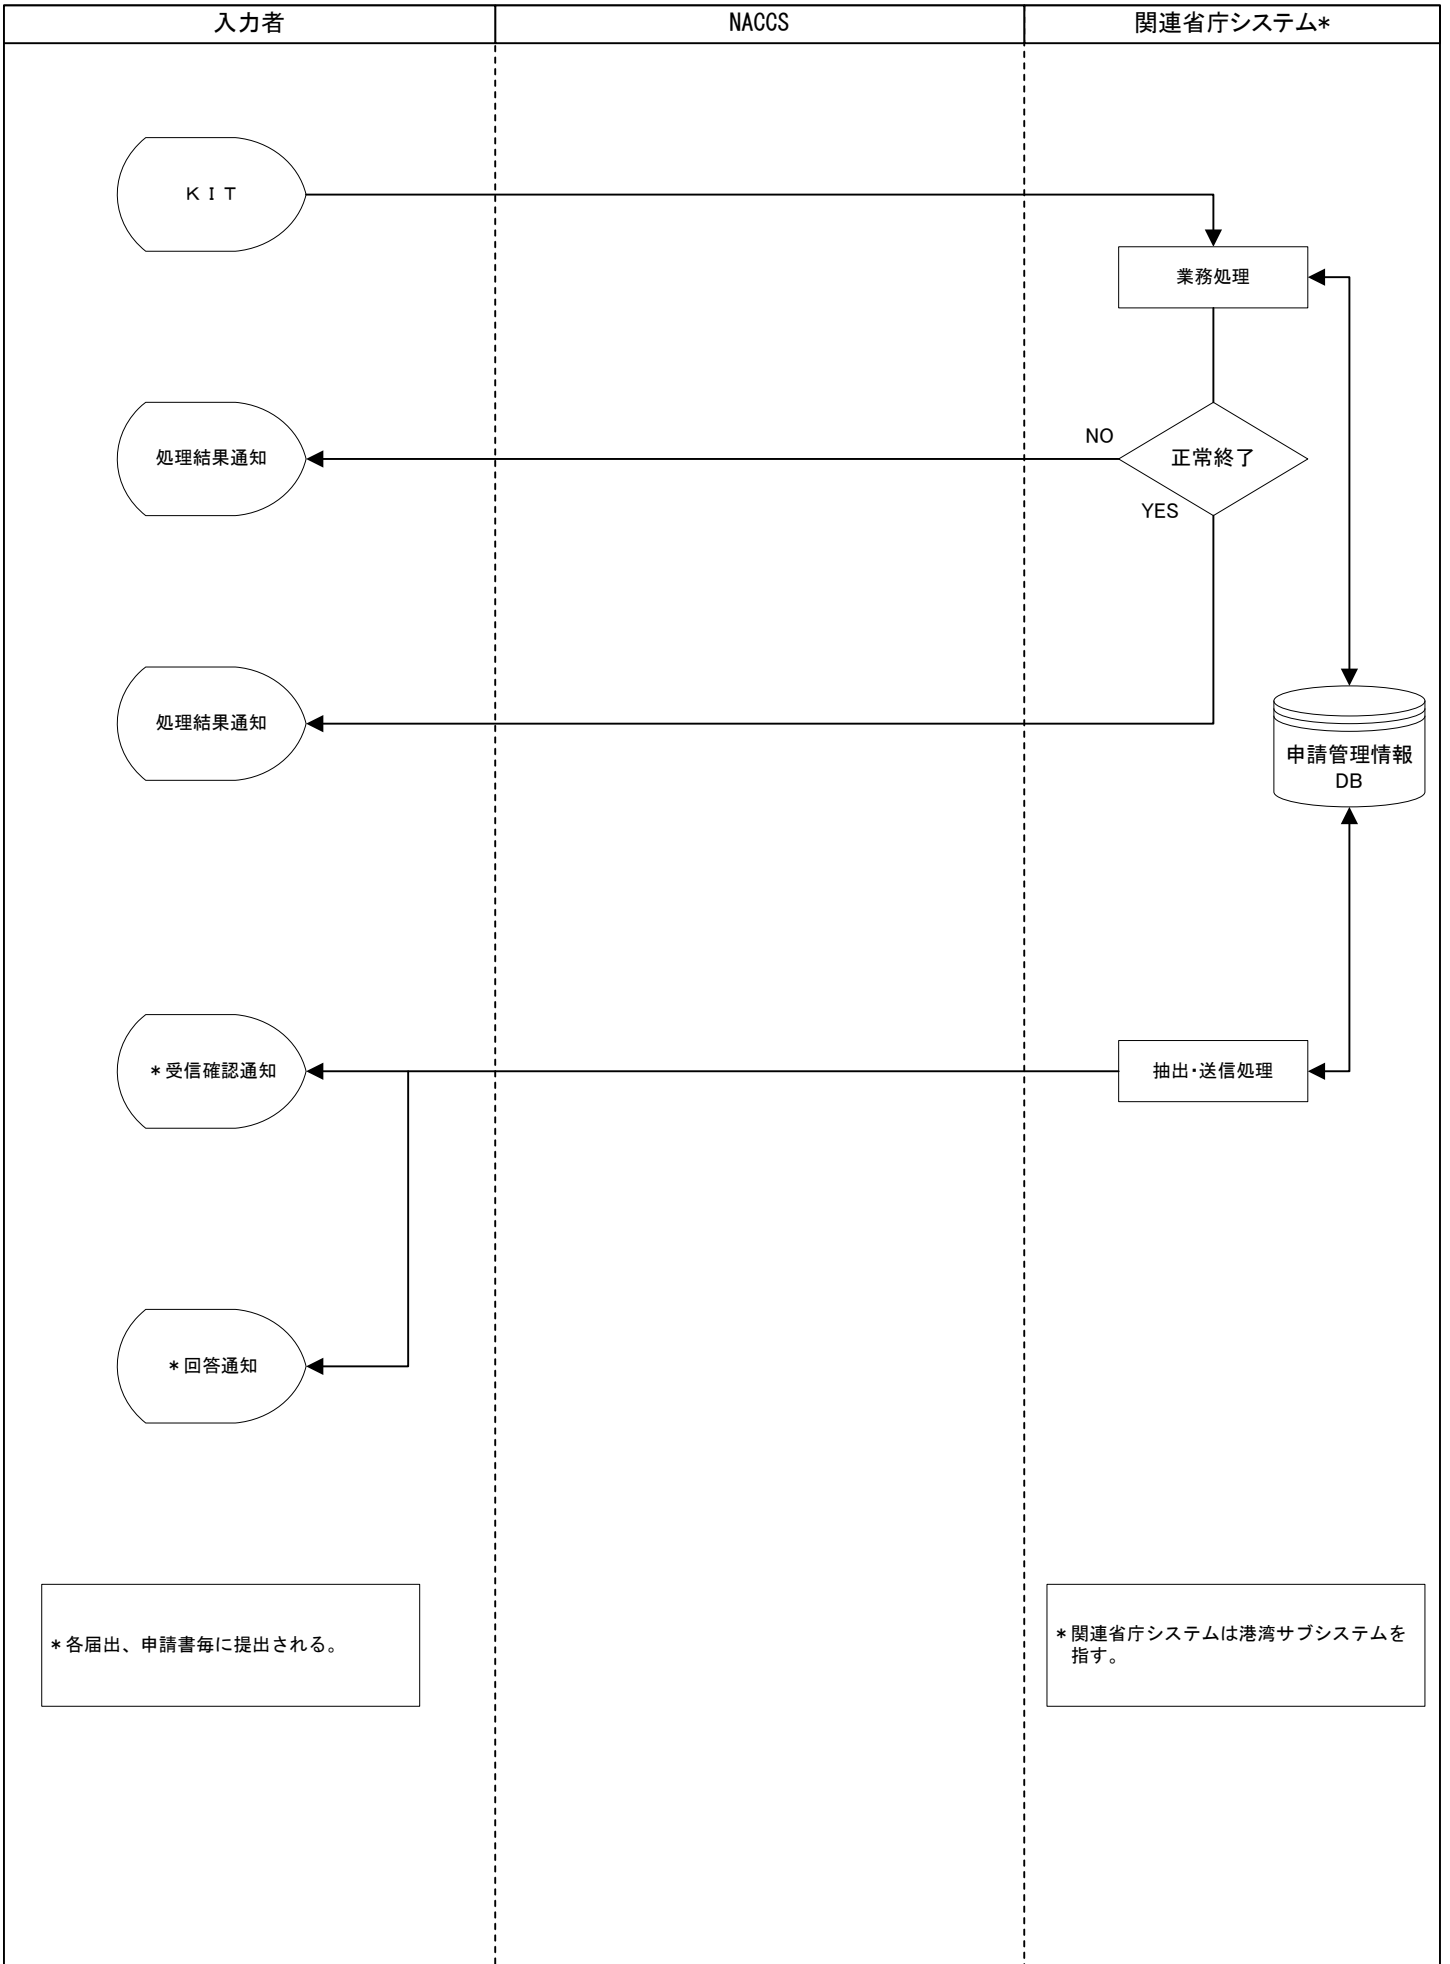 入力者
NACCS
関連省庁システム*
ＫＩＴ
業務処理
処理結果通知
NO
正常終了
YES
処理結果通知
申請管理情報
DB
*受信確認通知
抽出・送信処理
*回答通知
*各届出、申請書毎に提出される。
*関連省庁システムは港湾サブシステムを
指す。